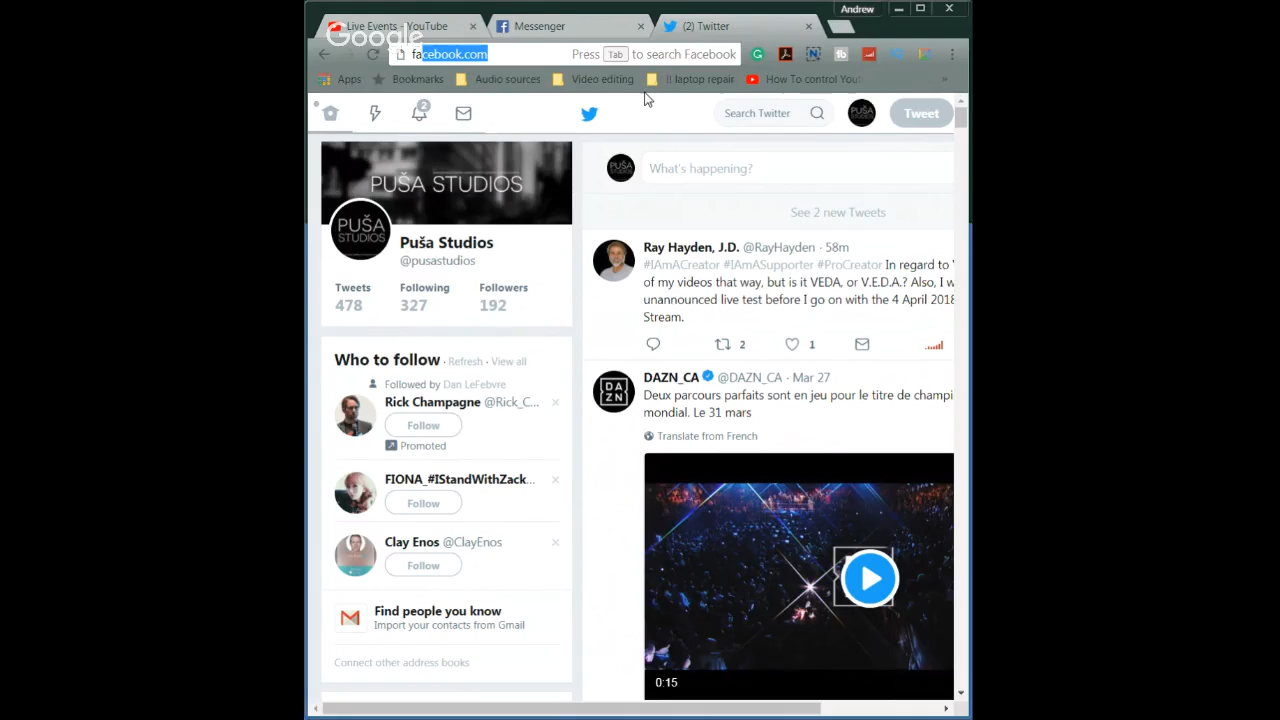 Andrew
Live Events - YouTube
Messenger
(2) Twitter
Google
facebook.com
Press Tab to search Facebook
Apps
Bookmarks
Audio sources
Video editing
!! laptop repair
How To control You
PUŠA STUDIOS
PUŠA STUDIOS
Puša Studios
@pusastudios
Tweets Following Followers
478 327 192
Who to follow · Refresh · View all
Followed by Dan LeFebvre
Rick Champagne @Rick_C...
Follow
Promoted
FIONA_#IStandWithZack...
Follow
Clay Enos @ClayEnos
Follow
Find people you know
Import your contacts from Gmail
Connect other address books
2
Search Twitter
Tweet
What's happening?
See 2 new Tweets
Ray Hayden, J.D. @RayHayden · 58m
#IAmACreator #IAmASupporter #ProCreator In regard to
of my videos that way, but is it VEDA, or V.E.D.A.? Also, I w
unannounced live test before I go on with the 4 April 2018
Stream.
2 1
DAZN_CA @DAZN_CA · Mar 27
Deux parcours parfaits sont en jeu pour le titre de champi
mondial. Le 31 mars
Translate from French
DAZN
0:15